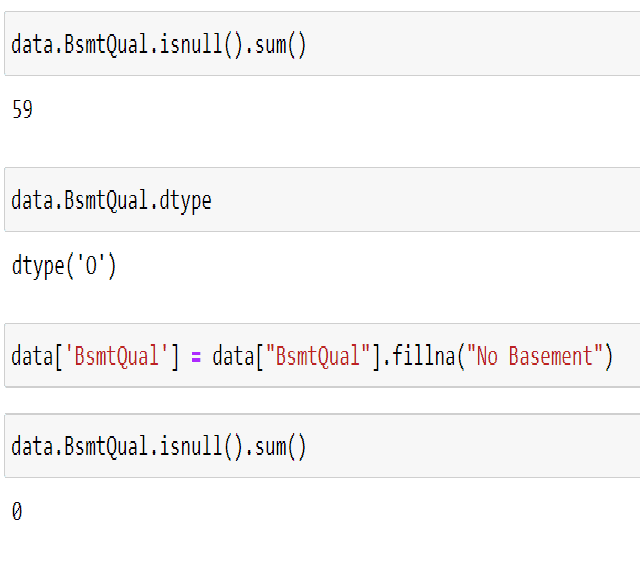 data.BsmtQual.isnull().sum()
59
data.BsmtQual.dtype
dtype('O')
data['BsmtQual'] = data["BsmtQual"].fillna("No Basement")
data.BsmtQual.isnull().sum()
0